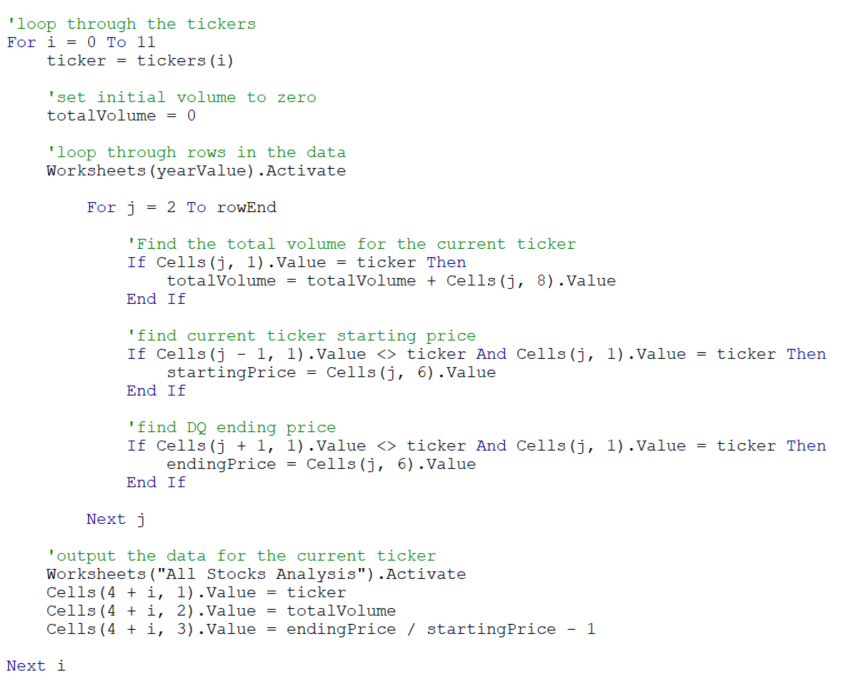 'loop through the tickers
For i = 0 To 11
    ticker = tickers(i)
    'set initial volume to zero
    totalVolume = 0
    'loop through rows in the data
    Worksheets(yearValue).Activate
        For j = 2 To rowEnd
            'Find the total volume for the current ticker
            If Cells(j, 1).Value = ticker Then
                totalVolume = totalVolume + Cells(j, 8).Value
            End If
            'find current ticker starting price
            If Cells(j - 1, 1).Value <> ticker And Cells(j, 1).Value = ticker Then
                startingPrice = Cells(j, 6).Value
            End If
            'find DQ ending price
            If Cells(j + 1, 1).Value <> ticker And Cells(j, 1).Value = ticker Then
                endingPrice = Cells(j, 6).Value
            End If
        Next j
    'output the data for the current ticker
    Worksheets("All Stocks Analysis").Activate
    Cells(4 + i, 1).Value = ticker
    Cells(4 + i, 2).Value = totalVolume
    Cells(4 + i, 3).Value = endingPrice / startingPrice - 1
Next i